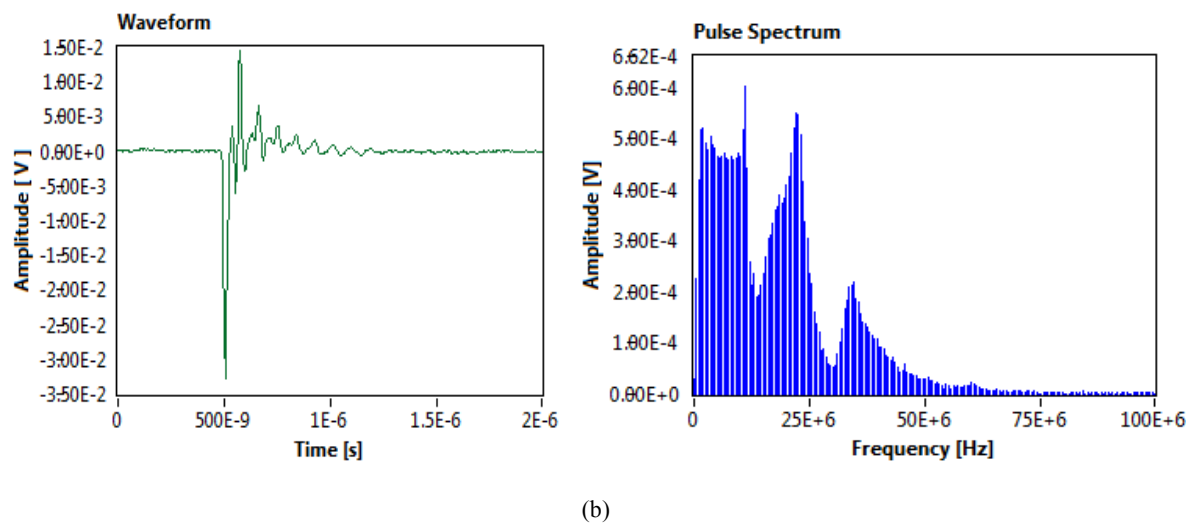 Waveform
1.50E-2
1.00E-2
5.00E-3
0.00E+0
-5.00E-3
-1.00E-2
-1.50E-2
-2.00E-2
-2.50E-2
-3.00E-2
-3.50E-2
Amplitude [ V ]
0 500E-9 1E-6 1.5E-6 2E-6
Time [s]
Pulse Spectrum
6.62E-4
6.00E-4
5.00E-4
4.00E-4
3.00E-4
2.00E-4
1.00E-4
0.00E+0
Amplitude [V]
0 25E+6 50E+6 75E+6 100E+6
Frequency [Hz]
(b)